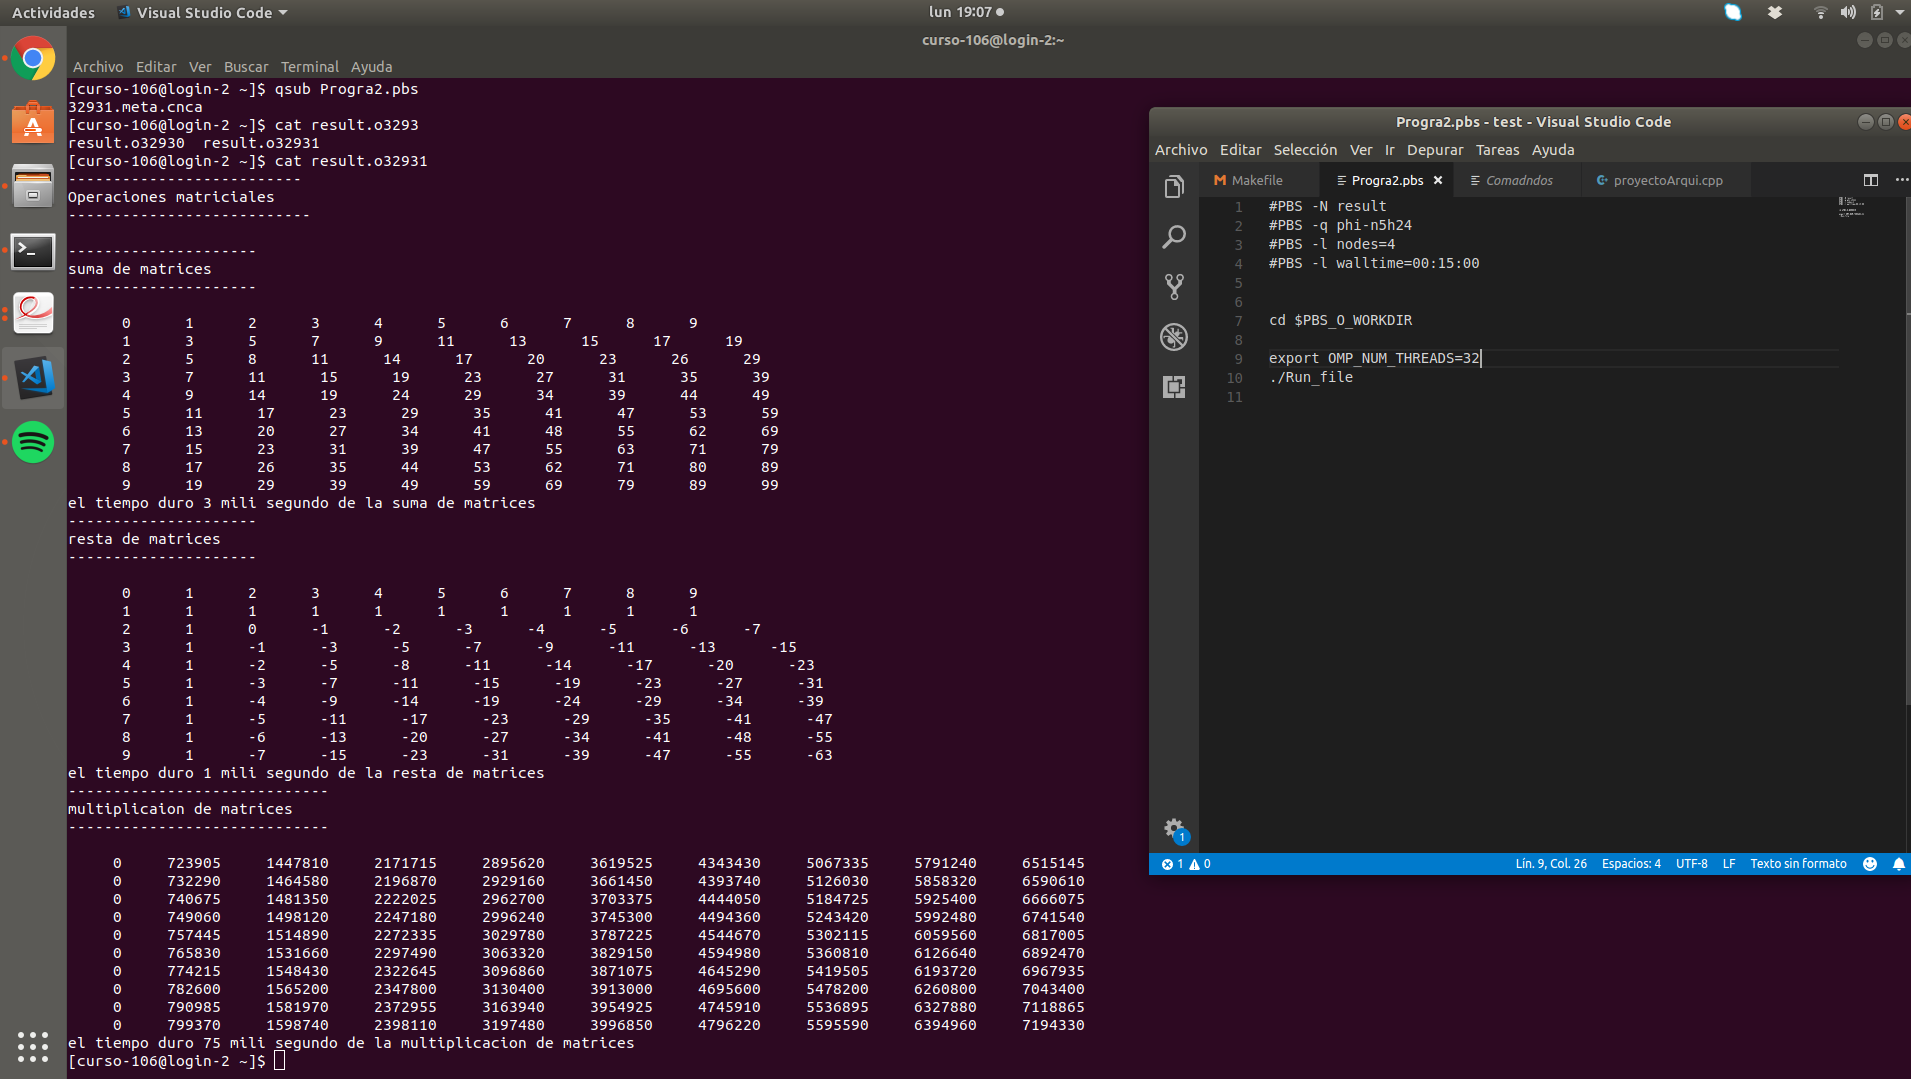 Actividades Visual Studio Code lun 19:07
curso-106@login-2:~
Archivo Editar Ver Buscar Terminal Ayuda
[curso-106@login-2 ~]$ qsub Progra2.pbs
32931.meta.cnca
[curso-106@login-2 ~]$ cat result.o3293
result.o32930 result.o32931
[curso-106@login-2 ~]$ cat result.o32931
--------------------------
Operaciones matriciales
---------------------------
---------------------
suma de matrices
---------------------
0 1 2 3 4 5 6 7 8 9
1 3 5 7 9 11 13 15 17 19
2 5 8 11 14 17 20 23 26 29
3 7 11 15 19 23 27 31 35 39
4 9 14 19 24 29 34 39 44 49
5 11 17 23 29 35 41 47 53 59
6 13 20 27 34 41 48 55 62 69
7 15 23 31 39 47 55 63 71 79
8 17 26 35 44 53 62 71 80 89
9 19 29 39 49 59 69 79 89 99
el tiempo duro 3 mili segundo de la suma de matrices
---------------------
resta de matrices
---------------------
0 1 2 3 4 5 6 7 8 9
1 1 1 1 1 1 1 1 1 1
2 1 0 -1 -2 -3 -4 -5 -6 -7
3 1 -1 -3 -5 -7 -9 -11 -13 -15
4 1 -2 -5 -8 -11 -14 -17 -20 -23
5 1 -3 -7 -11 -15 -19 -23 -27 -31
6 1 -4 -9 -14 -19 -24 -29 -34 -39
7 1 -5 -11 -17 -23 -29 -35 -41 -47
8 1 -6 -13 -20 -27 -34 -41 -48 -55
9 1 -7 -15 -23 -31 -39 -47 -55 -63
el tiempo duro 1 mili segundo de la resta de matrices
-----------------------------
multiplicaion de matrices
-----------------------------
0 723905 1447810 2171715 2895620 3619525 4343430 5067335 5791240 6515145
0 732290 1464580 2196870 2929160 3661450 4393740 5126030 5858320 6590610
0 740675 1481350 2222025 2962700 3703375 4444050 5184725 5925400 6666075
0 749060 1498120 2247180 2996240 3745300 4494360 5243420 5992480 6741540
0 757445 1514890 2272335 3029780 3787225 4544670 5302115 6059560 6817005
0 765830 1531660 2297490 3063320 3829150 4594980 5360810 6126640 6892470
0 774215 1548430 2322645 3096860 3871075 4645290 5419505 6193720 6967935
0 782600 1565200 2347800 3130400 3913000 4695600 5478200 6260800 7043400
0 790985 1581970 2372955 3163940 3954925 4745910 5536895 6327880 7118865
0 799370 1598740 2398110 3197480 3996850 4796220 5595590 6394960 7194330
el tiempo duro 75 mili segundo de la multiplicacion de matrices
[curso-106@login-2 ~]$
Progra2.pbs - test - Visual Studio Code
Archivo Editar Selección Ver Ir Depurar Tareas Ayuda
Makefile Progra2.pbs Comadndos proyectoArqui.cpp
1 #PBS -N result
2 #PBS -q phi-n5h24
3 #PBS -l nodes=4
4 #PBS -l walltime=00:15:00
5
6
7 cd $PBS_O_WORKDIR
8
9 export OMP_NUM_THREADS=32
10 ./Run_file
11
1
1 0 Lín. 9, Col. 26 Espacios: 4 UTF-8 LF Texto sin formato